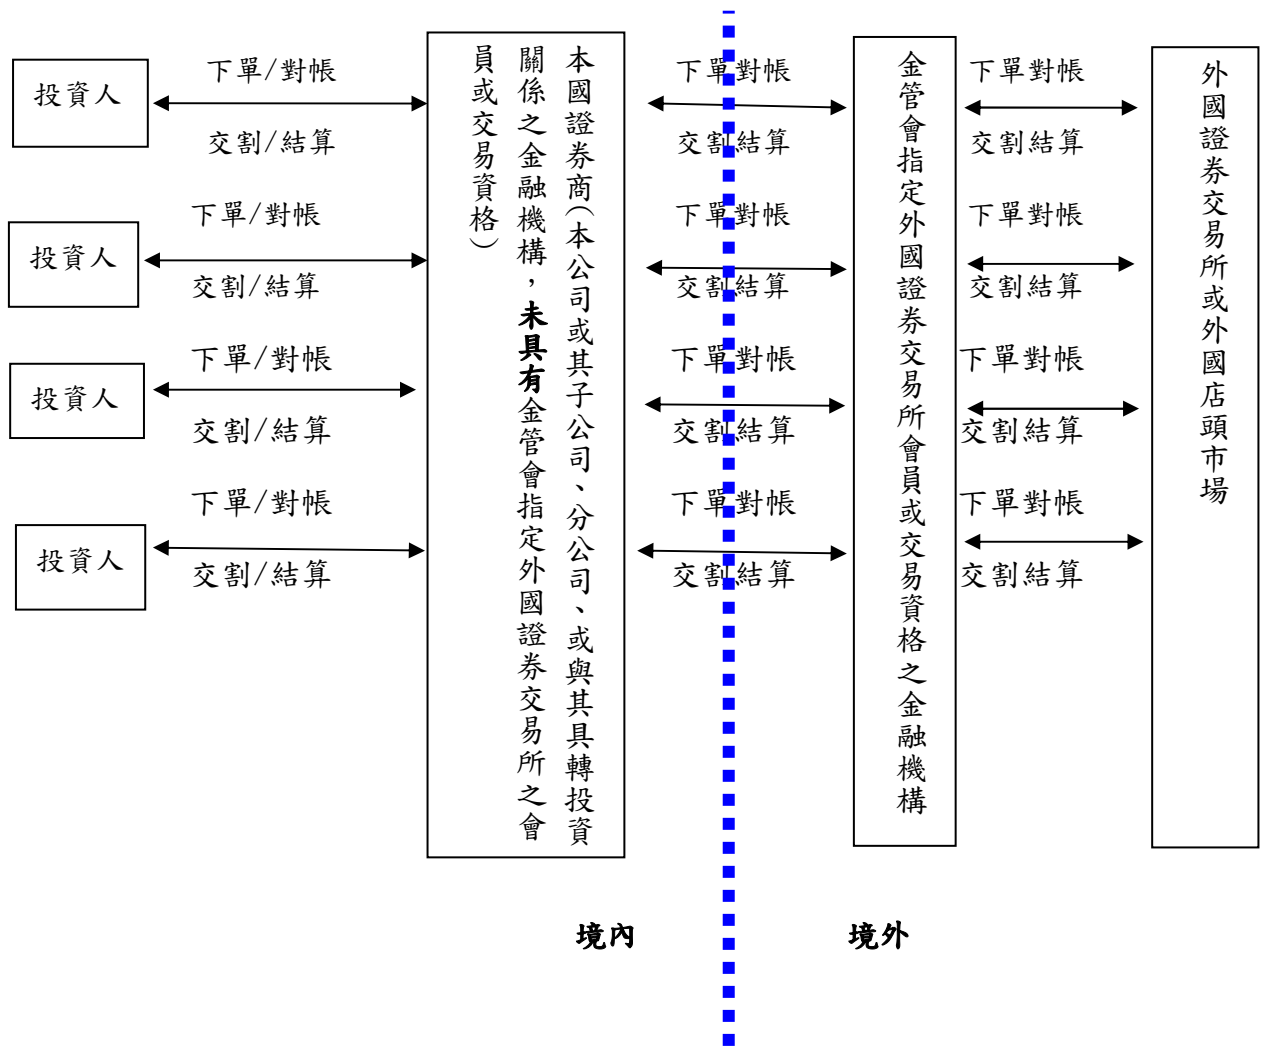 投資人
下單/對帳
交割/結算
投資人
下單/對帳
交割/結算
投資人
下單/對帳
交割/結算
投資人
下單/對帳
交割/結算
本國證券商(本公司或其子公司、分公司、或與其具轉投資
關係之金融機構，未具有金管會指定外國證券交易所之會
員或交易資格)
下單對帳
交割結算
下單對帳
交割結算
下單對帳
交割結算
下單對帳
交割結算
金管會指定外國證券交易所會員或交易資格之金融機構
下單對帳
交割結算
下單對帳
交割結算
下單對帳
交割結算
下單對帳
交割結算
外國證券交易所或外國店頭市場
境內
境外